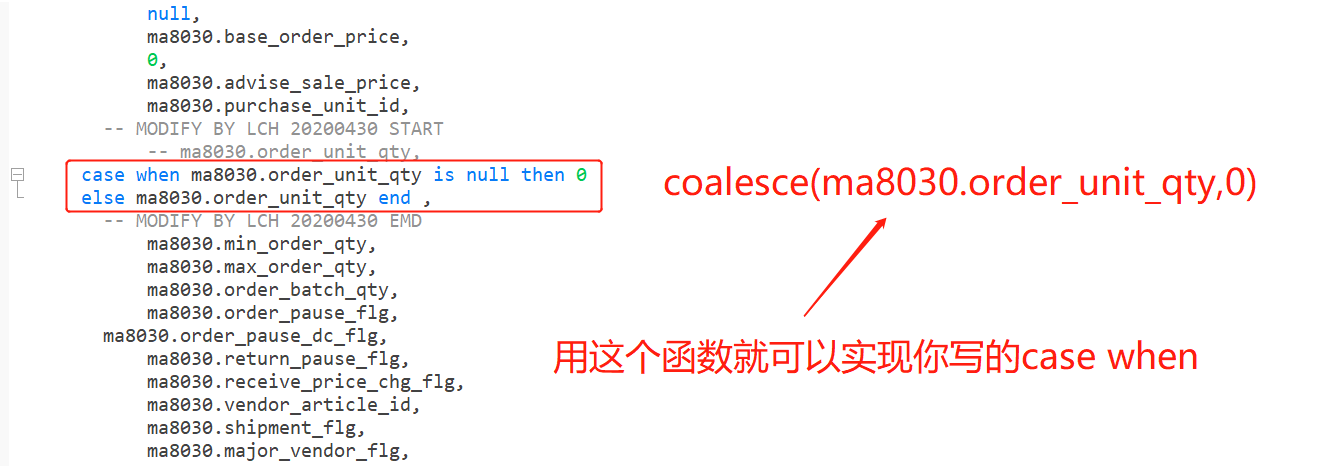 null,
ma8030.base_order_price,
0,
ma8030.advise_sale_price,
ma8030.purchase_unit_id,
-- MODIFY BY LCH 20200430 START
-- ma8030.order_unit_qty,
case when ma8030.order_unit_qty is null then 0
else ma8030.order_unit_qty end ,
-- MODIFY BY LCH 20200430 EMD
ma8030.min_order_qty,
ma8030.max_order_qty,
ma8030.order_batch_qty,
ma8030.order_pause_flg,
ma8030.order_pause_dc_flg,
ma8030.return_pause_flg,
ma8030.receive_price_chg_flg,
ma8030.vendor_article_id,
ma8030.shipment_flg,
ma8030.major_vendor_flg,
coalesce(ma8030.order_unit_qty,0)
用这个函数就可以实现你写的case when